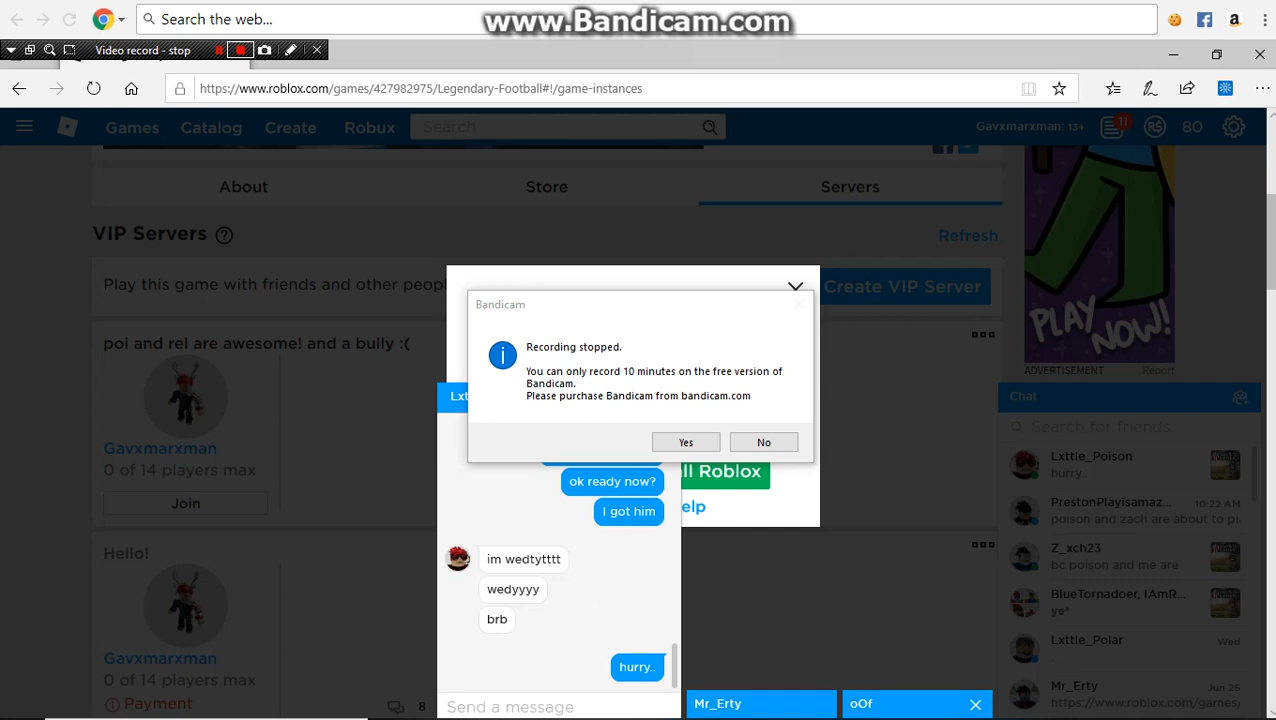 Search the web...
www.Bandicam.com
Video record - stop
https://www.roblox.com/games/427982975/Legendary-Football#!/game-instances
Games
Catalog
Create
Robux
Search
Gavxmarxman: 13+
11
R$
80
About
Store
Servers
VIP Servers ?
Refresh
Play this game with friends and other peo
Create VIP Server
poi and rel are awesome! and a bully :(
Gavxmarxman
0 of 14 players max
Join
Hello!
Gavxmarxman
0 of 14 players max
Payment
8
Bandicam
Recording stopped.
You can only record 10 minutes on the free version of
Bandicam.
Please purchase Bandicam from bandicam.com
Yes
No
ll Roblox
elp
Lxt
ok ready now?
I got him
im wedtytttt
wedyyyy
brb
hurry..
Send a message
Mr_Erty
oOf
PLAY
NOW!
ADVERTISEMENT
Report
Chat
Search for friends
Lxttle_Poison
hurry..
PrestonPlayisamaz...
10:22 AM
poison and zach are about to pl
Z_xch23
bc poison and me are
BlueTornadoer, IAmR...
ye*
Lxttle_Polar
Wed
Mr_Erty
Jun 25
https://www.roblox.com/games/